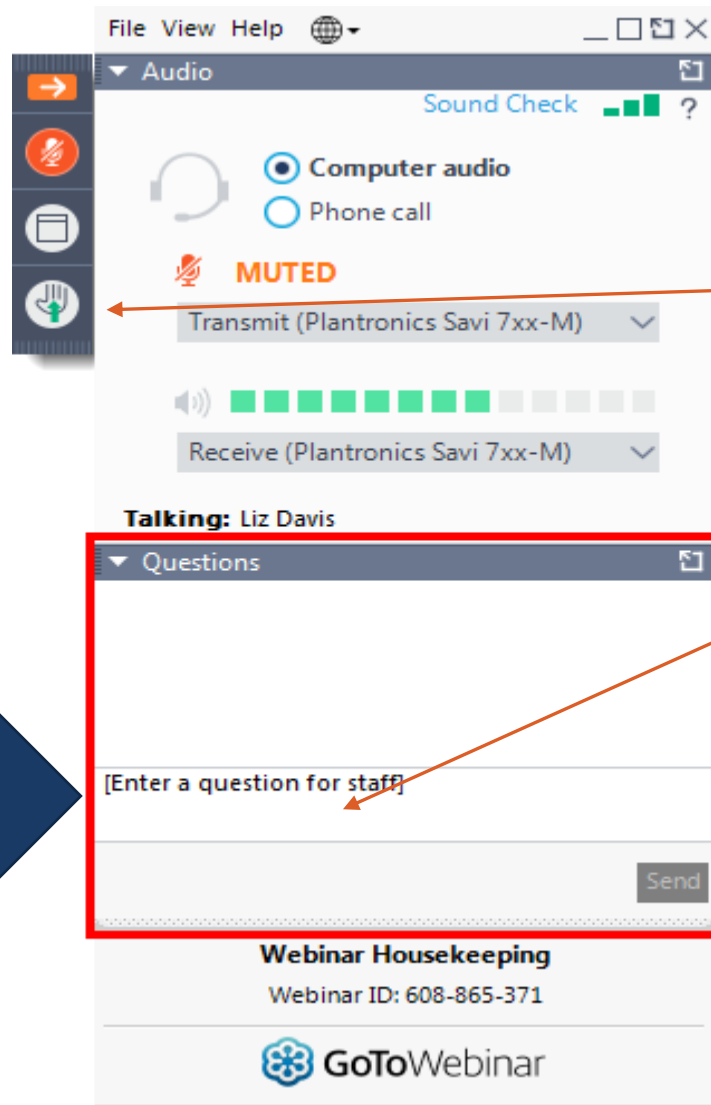 File View Help
Audio
Sound Check ?
Computer audio
Phone call
MUTED
Transmit (Plantronics Savi 7xx-M)
Receive (Plantronics Savi 7xx-M)
Talking: Liz Davis
Questions
[Enter a question for staff]
Send
Webinar Housekeeping
Webinar ID: 608-865-371
GoToWebinar